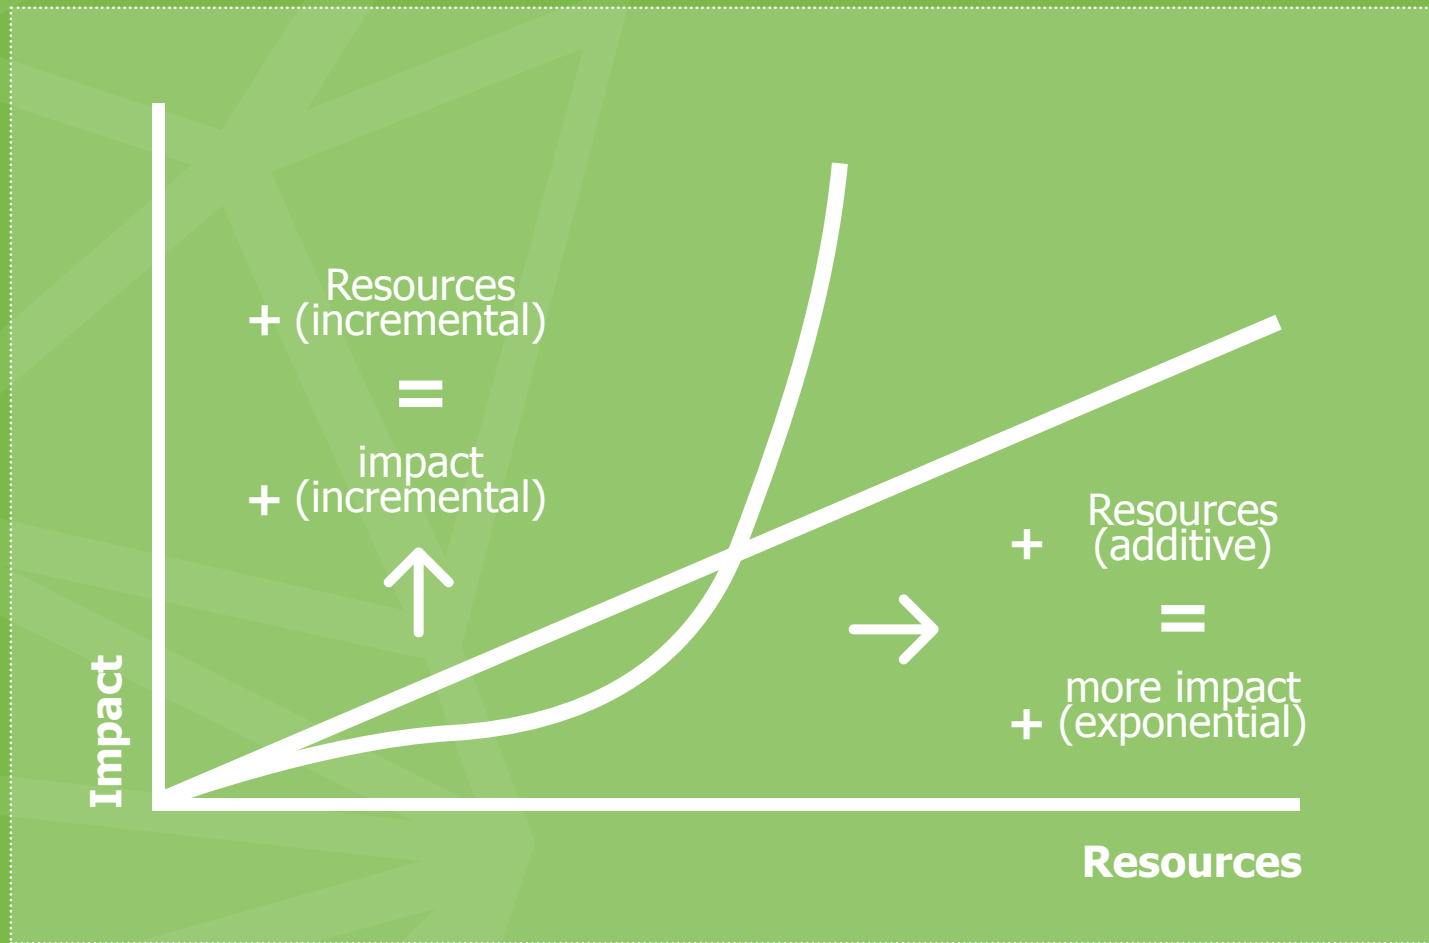 Resources
+ (incremental)
=
impact
+ (incremental)
Resources
+ (additive)
=
more impact
+ (exponential)
Impact
Resources